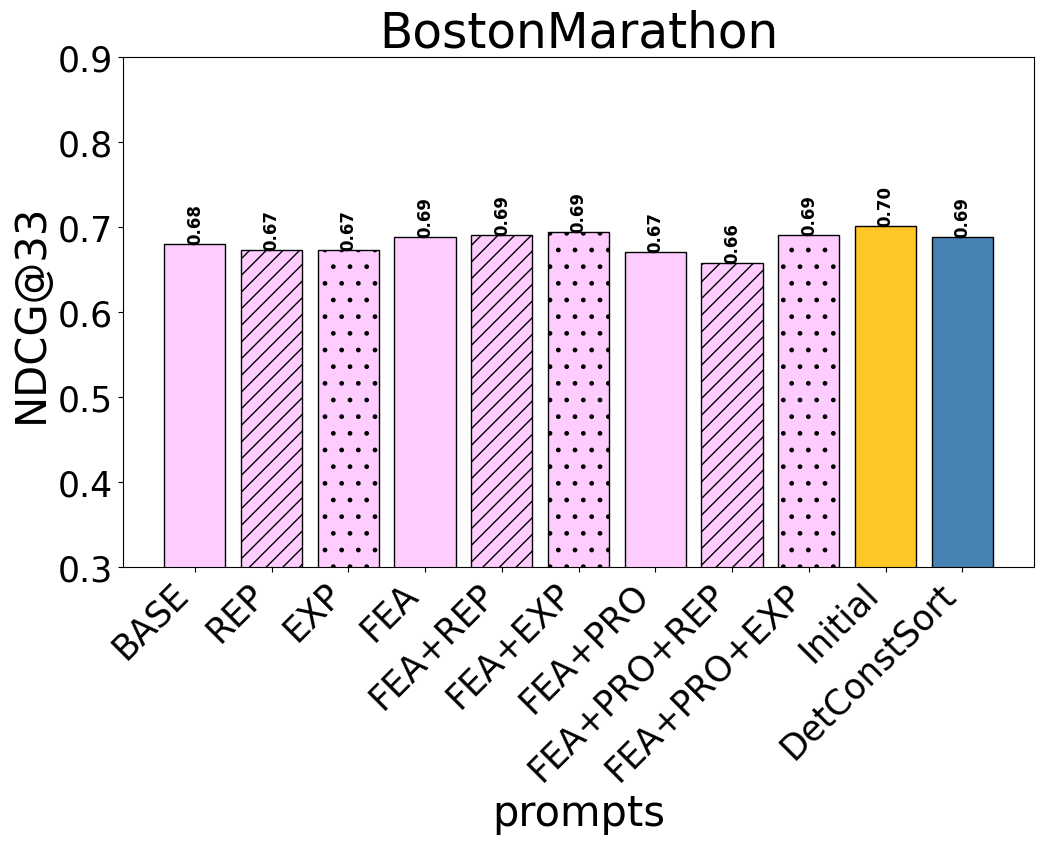 BostonMarathon
NDCG@33
0.9
0.8
0.7
0.6
0.5
0.4
0.3
0.68
0.67
0.67
0.69
0.69
0.69
0.67
0.66
0.69
0.70
0.69
BASE
REP
EXP
FEA
FEA+REP
FEA+EXP
FEA+PRO
FEA+PRO+REP
FEA+PRO+EXP
Initial
DetConstSort
prompts